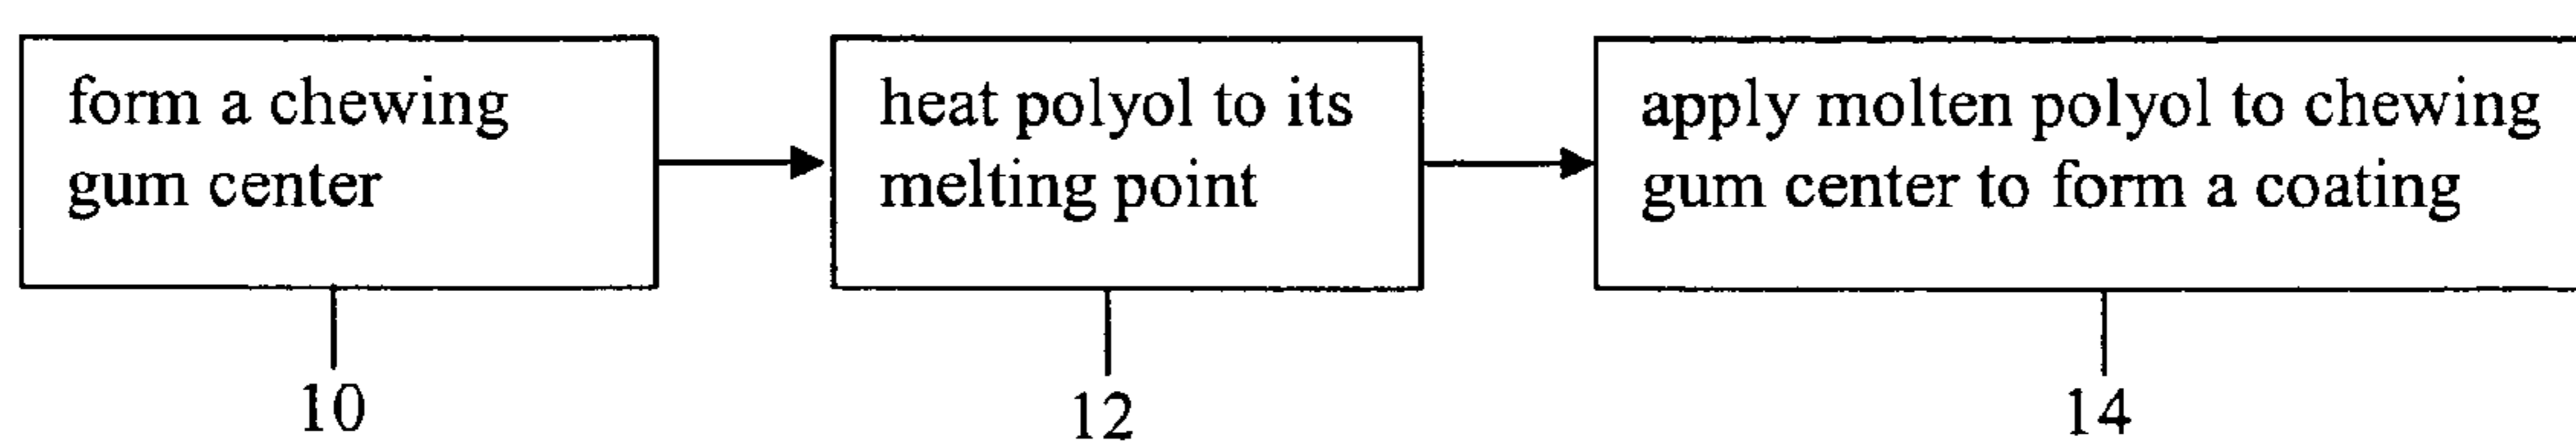 form a chewing
gum center
heat polyol to its
melting point
apply molten polyol to chewing
gum center to form a coating
10
12
14